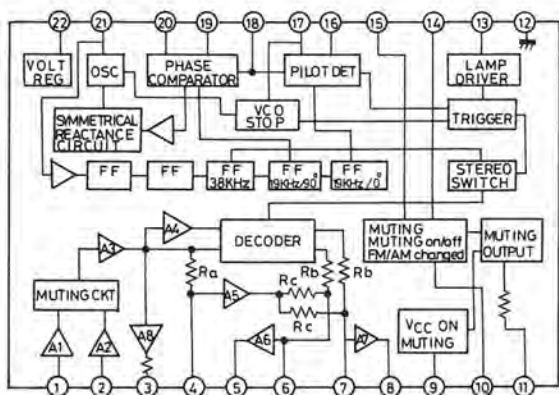 22 21 20 19 18 17 16 15 14 13 12
VOLT
REG
OSC
PHASE
COMPARATOR
PILOT DET
LAMP
DRIVER
SYMMETRICAL
REACTANCE
CIRCUIT
VCO
STOP
TRIGGER
FF
FF
FF
38KHz
FF
19KHz/90°
FF
19KHz/0°
STEREO
SWITCH
A4
DECODER
MUTING
MUTING on/off
FM/AM changed
MUTING
OUTPUT
A3
Ra
Rb
Rb
MUTING CKT
A5
Rc
Rc
A8
A6
A7
VCC ON
MUTING
A1
A2
1 2 3 4 5 6 7 8 9 10 11